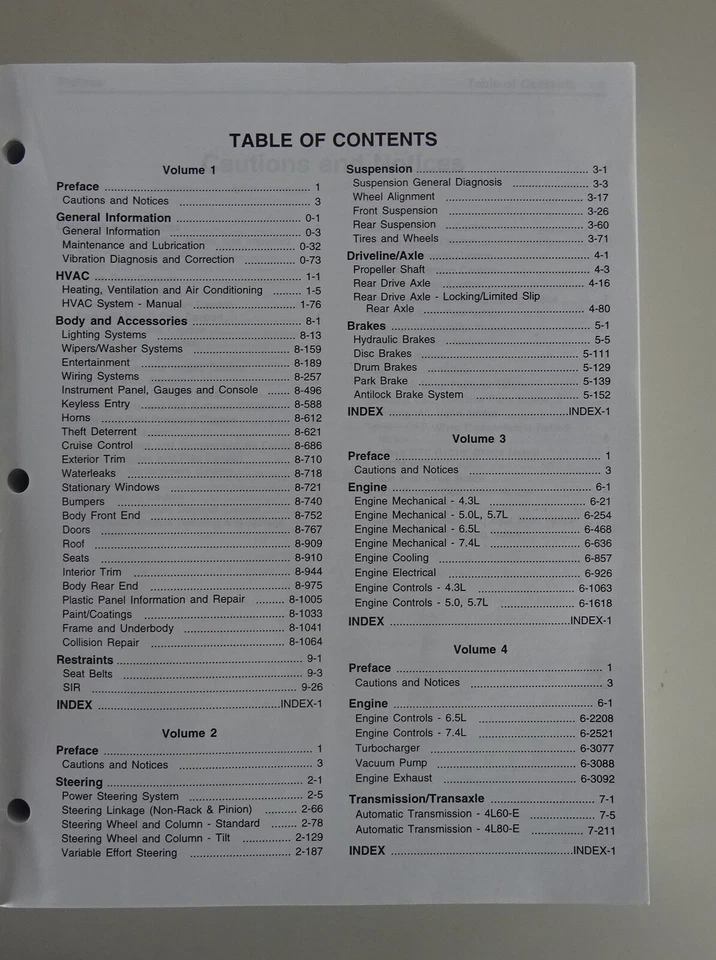 TABLE OF CONTENTS
Volume 1
Preface ........ 1
Cautions and Notices ........ 3
General Information ........ 0-1
General Information ........ 0-3
Maintenance and Lubrication ........ 0-32
Vibration Diagnosis and Correction ........ 0-73
HVAC ........ 1-1
Heating, Ventilation and Air Conditioning ........ 1-5
HVAC System - Manual ........ 1-76
Body and Accessories ........ 8-1
Lighting Systems ........ 8-13
Wipers/Washer Systems ........ 8-159
Entertainment ........ 8-189
Wiring Systems ........ 8-257
Instrument Panel, Gauges and Console ........ 8-496
Keyless Entry ........ 8-588
Horns ........ 8-612
Theft Deterrent ........ 8-621
Cruise Control ........ 8-686
Exterior Trim ........ 8-710
Waterleaks ........ 8-718
Stationary Windows ........ 8-721
Bumpers ........ 8-740
Body Front End ........ 8-752
Doors ........ 8-767
Roof ........ 8-909
Seats ........ 8-910
Interior Trim ........ 8-944
Body Rear End ........ 8-975
Plastic Panel Information and Repair ........ 8-1005
Paint/Coatings ........ 8-1033
Frame and Underbody ........ 8-1041
Collision Repair ........ 8-1064
Restraints ........ 9-1
Seat Belts ........ 9-3
SIR ........ 9-26
INDEX ........ INDEX-1
Volume 2
Preface ........ 1
Cautions and Notices ........ 3
Steering ........ 2-1
Power Steering System ........ 2-5
Steering Linkage (Non-Rack & Pinion) ........ 2-66
Steering Wheel and Column - Standard ........ 2-78
Steering Wheel and Column - Tilt ........ 2-129
Variable Effort Steering ........ 2-187
Suspension ........ 3-1
Suspension General Diagnosis ........ 3-3
Wheel Alignment ........ 3-17
Front Suspension ........ 3-26
Rear Suspension ........ 3-60
Tires and Wheels ........ 3-71
Driveline/Axle ........ 4-1
Propeller Shaft ........ 4-3
Rear Drive Axle ........ 4-16
Rear Drive Axle - Locking/Limited Slip
Rear Axle ........ 4-80
Brakes ........ 5-1
Hydraulic Brakes ........ 5-5
Disc Brakes ........ 5-111
Drum Brakes ........ 5-129
Park Brake ........ 5-139
Antilock Brake System ........ 5-152
INDEX ........ INDEX-1
Volume 3
Preface ........ 1
Cautions and Notices ........ 3
Engine ........ 6-1
Engine Mechanical - 4.3L ........ 6-21
Engine Mechanical - 5.0L, 5.7L ........ 6-254
Engine Mechanical - 6.5L ........ 6-468
Engine Mechanical - 7.4L ........ 6-636
Engine Cooling ........ 6-857
Engine Electrical ........ 6-926
Engine Controls - 4.3L ........ 6-1063
Engine Controls - 5.0, 5.7L ........ 6-1618
INDEX ........ INDEX-1
Volume 4
Preface ........ 1
Cautions and Notices ........ 3
Engine ........ 6-1
Engine Controls - 6.5L ........ 6-2208
Engine Controls - 7.4L ........ 6-2521
Turbocharger ........ 6-3077
Vacuum Pump ........ 6-3088
Engine Exhaust ........ 6-3092
Transmission/Transaxle ........ 7-1
Automatic Transmission - 4L60-E ........ 7-5
Automatic Transmission - 4L80-E ........ 7-211
INDEX ........ INDEX-1